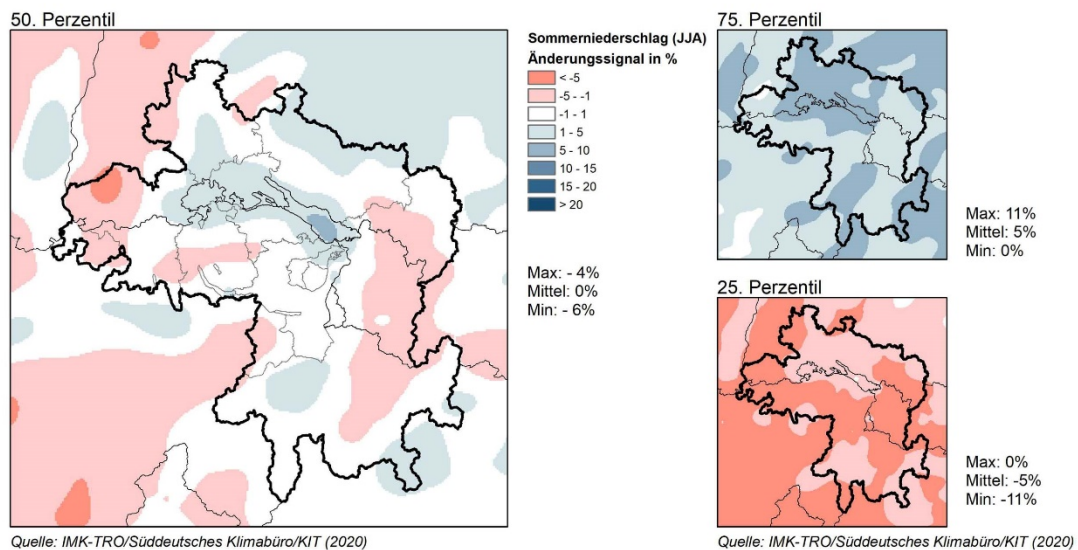 50. Perzentil
Sommerniederschlag (JJA)
Änderungssignal in %
< -5
-5 - -1
-1 - 1
1 - 5
5 - 10
10 - 15
15 - 20
> 20
Max: - 4%
Mittel: 0%
Min: - 6%
Quelle: IMK-TRO/Süddeutsches Klimabüro/KIT (2020)
75. Perzentil
Max: 11%
Mittel: 5%
Min: 0%
25. Perzentil
Max: 0%
Mittel: -5%
Min: -11%
Quelle: IMK-TRO/Süddeutsches Klimabüro/KIT (2020)